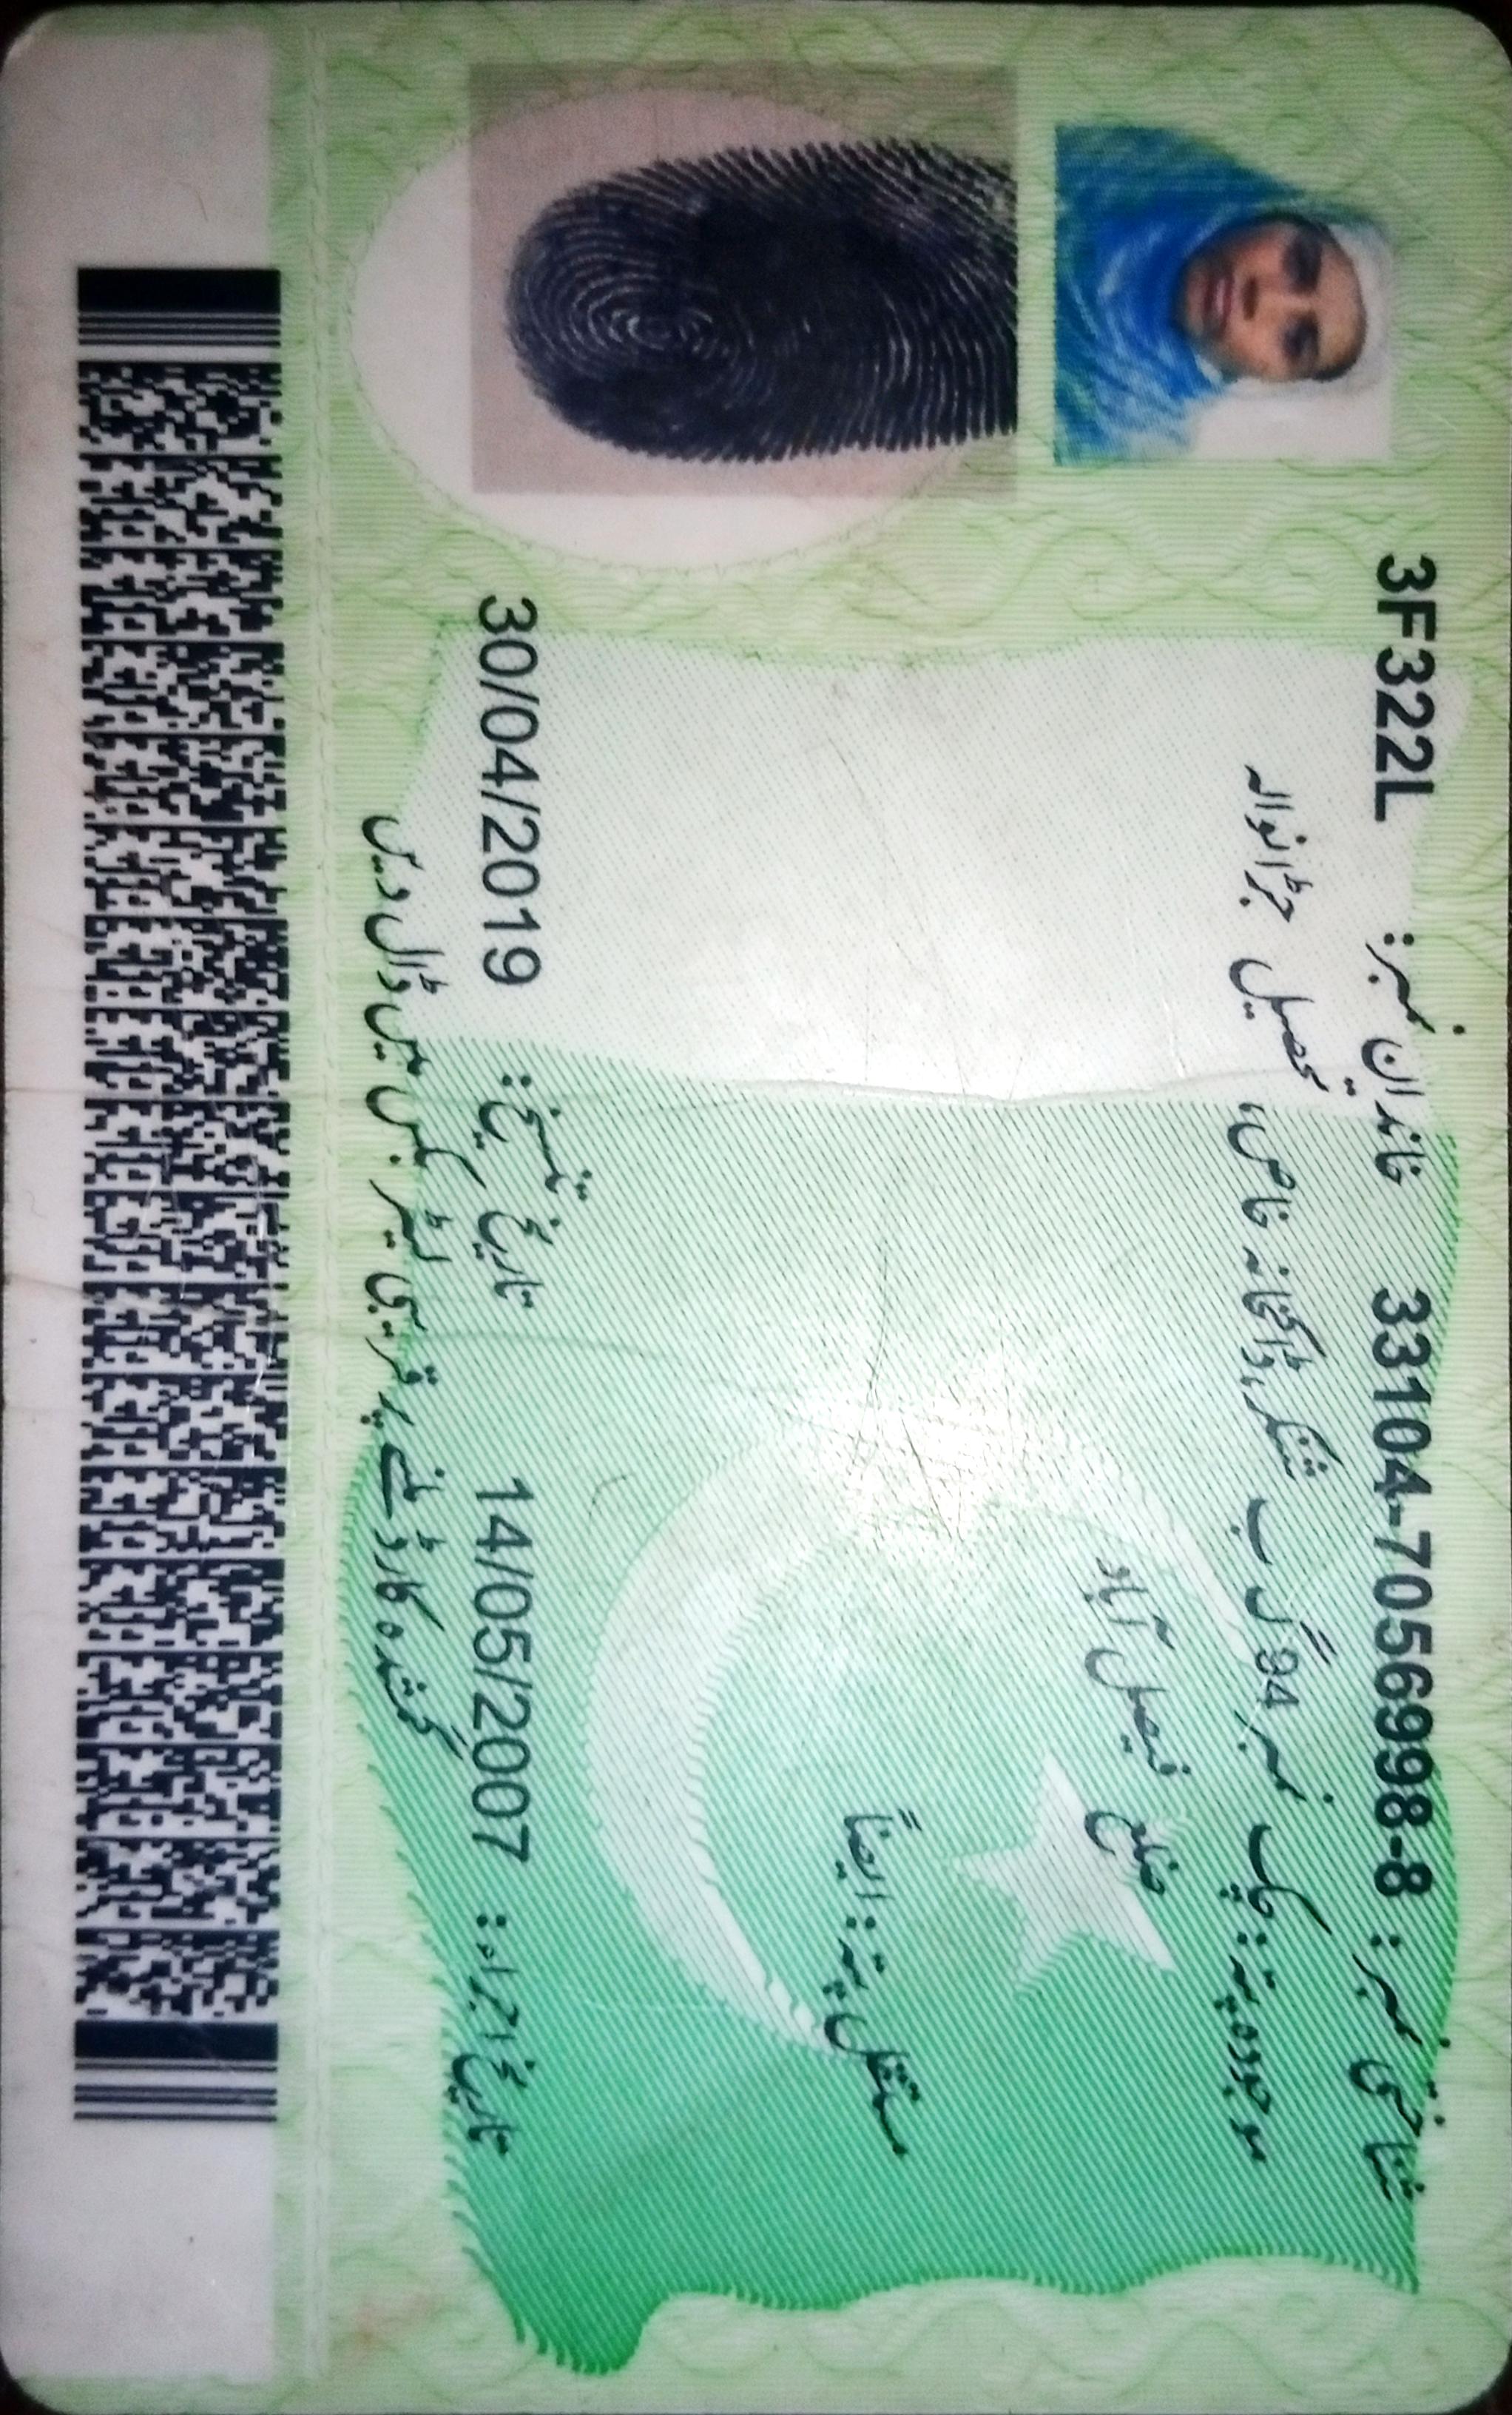 شناختی نمبر: 33104-7056998-8 خاندان نمبر: 3F322L
موجودہ پتہ: چک نمبر 94 گ ب شنکر، ڈاکخانہ خاص، تحصیل جڑانوالہ
ضلع فیصل آباد
مستقل پتہ: ایضاً
تاریخ اجراء: 14/05/2007 تاریخ تنسیخ: 30/04/2019
گمشدہ کارڈ ملنے پر قریبی لیٹر بکس میں ڈال دیں